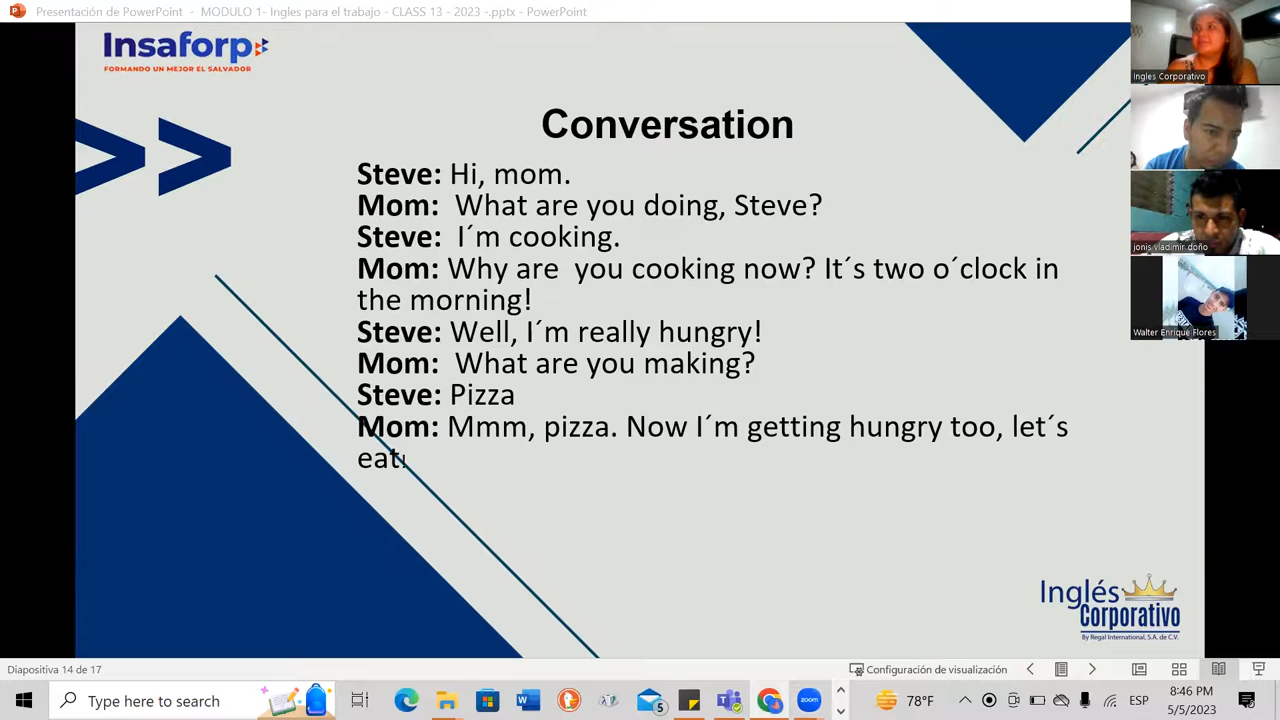 Presentación de PowerPoint - MODULO 1- Ingles para el trabajo - CLASS 13 - 2023 -.pptx - PowerPoint
Insaforp
FORMANDO UN MEJOR EL SALVADOR
Conversation
Steve: Hi, mom.
Mom: What are you doing, Steve?
Steve: I´m cooking.
Mom: Why are you cooking now? It´s two o´clock in
the morning!
Steve: Well, I´m really hungry!
Mom: What are you making?
Steve: Pizza
Mom: Mmm, pizza. Now I´m getting hungry too, let´s
eat!
Ingles Corporativo
jonis vladimir doño
Walter Enrique Flores
Inglés
Corporativo
By Regal International, S.A. de C.V.
Diapositiva 14 de 17
Configuración de visualización
Type here to search
5
zoom
78°F
ESP
8:46 PM
5/5/2023